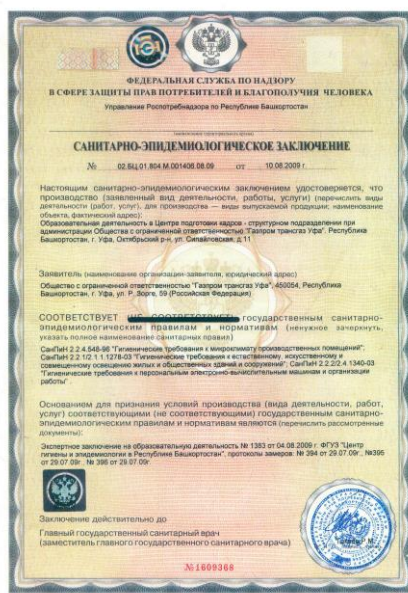 ФЕДЕРАЛЬНАЯ СЛУЖБА ПО НАДЗОРУ
В СФЕРЕ ЗАЩИТЫ ПРАВ ПОТРЕБИТЕЛЕЙ И БЛАГОПОЛУЧИЯ ЧЕЛОВЕКА
Управление Роспотребнадзора по Республике Башкортостан
САНИТАРНО-ЭПИДЕМИОЛОГИЧЕСКОЕ ЗАКЛЮЧЕНИЕ
№ 02.БЦ.01.804.М.001406.08.09 от 10.08.2009 г.
Настоящим санитарно-эпидемиологическим заключением удостоверяется, что
производство (заявленный вид деятельности, работы, услуги) (перечислить виды
деятельности (работ, услуг), для производства — виды выпускаемой продукции; наименование
объекта, фактический адрес):
Образовательная деятельность в Центре подготовки кадров - структурном подразделении при
администрации Общества с ограниченной ответственностью "Газпром трансгаз Уфа". Республика
Башкортостан, г. Уфа, Октябрьский р-н, ул. Сипайловская, д.11
Заявитель (наименование организации-заявителя, юридический адрес)
Общество с ограниченной ответственностью "Газпром трансгаз Уфа", 450054, Республика
Башкортостан, г. Уфа, ул. Р. Зорге, 59 (Российская Федерация)
СООТВЕТСТВУЕТ (НЕ СООТВЕТСТВУЕТ) государственным санитарно-
эпидемиологическим правилам и нормативам (ненужное зачеркнуть,
указать полное наименование санитарных правил)
СанПиН 2.2.4.548-96 "Гигиенические требования к микроклимату производственных помещений".
СанПиН 2.2.1/2.1.1.1278-03 "Гигиенические требования к естественному, искусственному и
совмещенному освещению жилых и общественных зданий и сооружений"; СанПиН 2.2.2/2.4.1340-03
"Гигиенические требования к персональным электронно-вычислительным машинам и организации
работы"
Основанием для признания условий производства (вида деятельности, работ,
услуг) соответствующими (не соответствующими) государственным санитарно-
эпидемиологическим правилам и нормативам являются (перечислить рассмотренные
документы):
Экспертное заключение на образовательную деятельность № 1383 от 04.08.2009 г. ФГУЗ "Центр
гигиены и эпидемиологии в Республике Башкортостан", протоколы замеров: № 394 от 29.07.09г., №395
от 29.07.09г., № 396 от 29.07.09г
Заключение действительно до
Главный государственный санитарный врач
(заместитель главного государственного санитарного врача)
№1609368